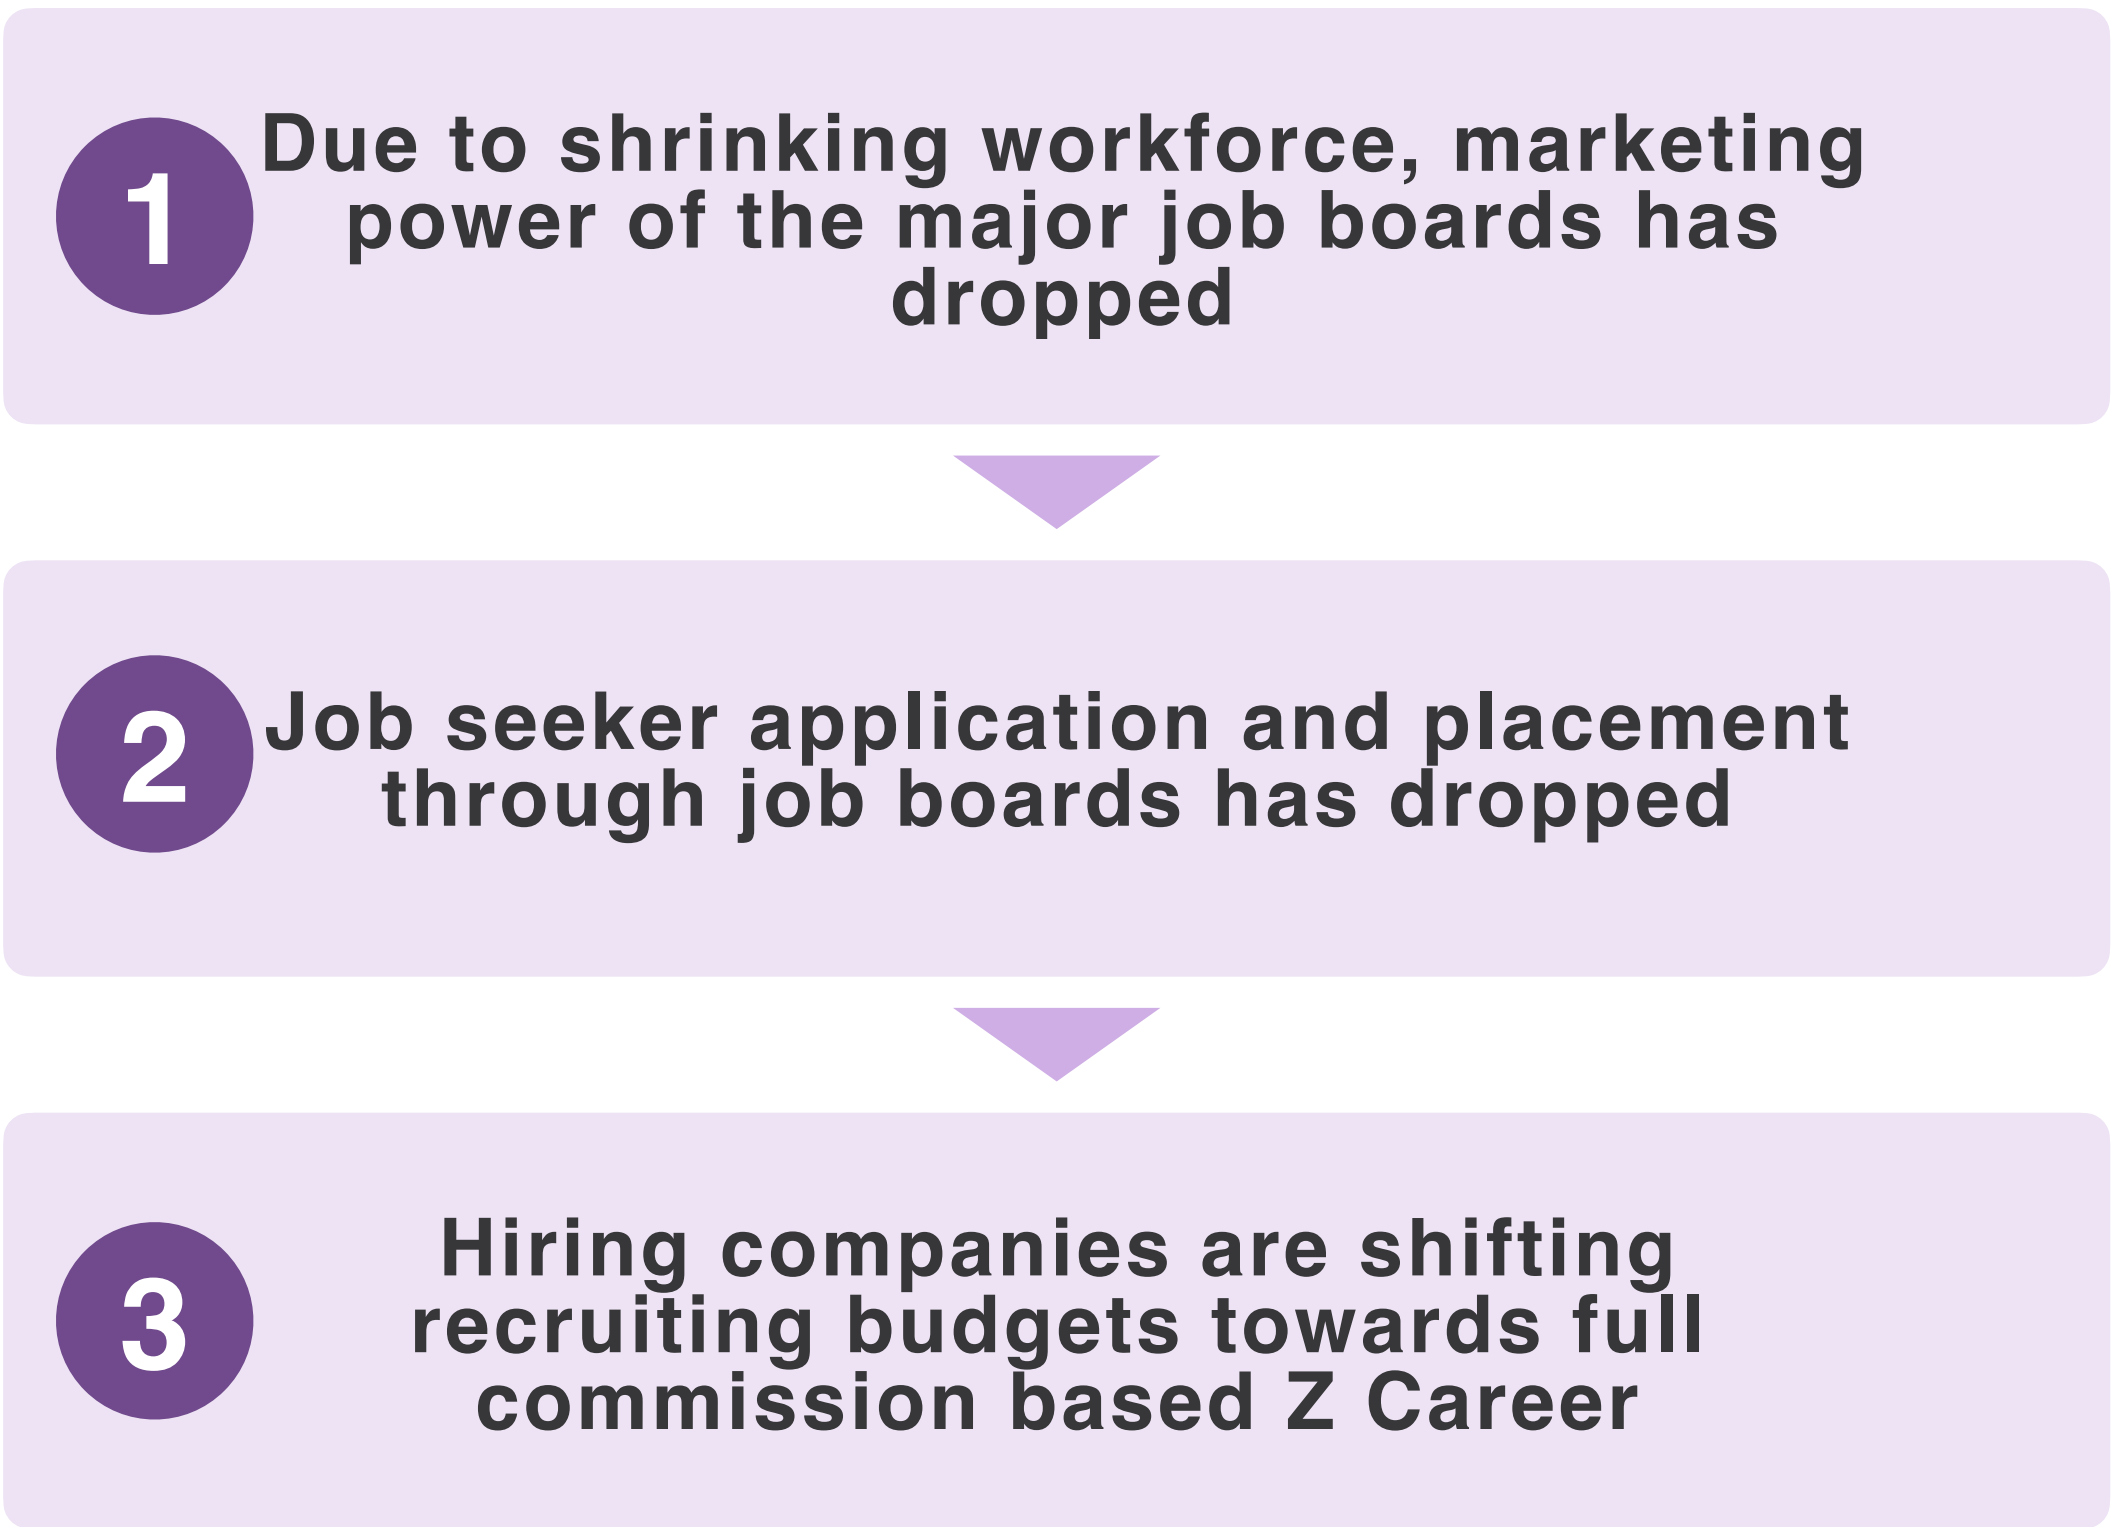 1
Due to shrinking workforce, marketing
power of the major job boards has
dropped
2
Job seeker application and placement
through job boards has dropped
3
Hiring companies are shifting
recruiting budgets towards full
commission based Z Career